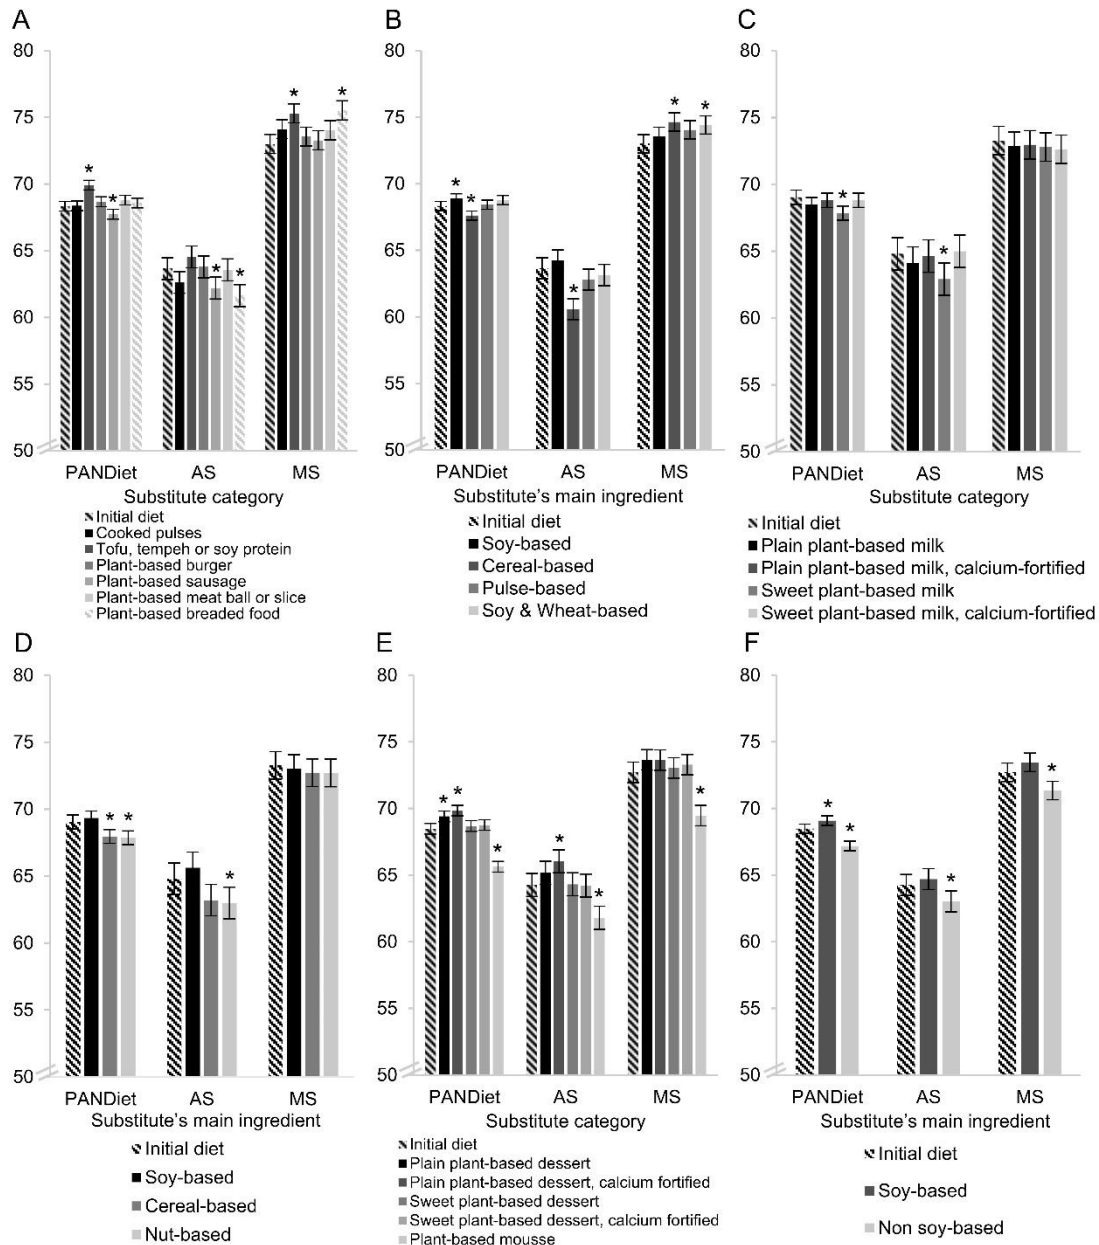 A
80
75
70
65
60
55
50
* * * * * *
PANDiet AS MS
Substitute category
Initial diet
Cooked pulses
Tofu, tempeh or soy protein
Plant-based burger
Plant-based sausage
Plant-based meat ball or slice
Plant-based breaded food
B
80
75
70
65
60
55
50
* * * * *
PANDiet AS MS
Substitute's main ingredient
Initial diet
Soy-based
Cereal-based
Pulse-based
Soy & Wheat-based
C
80
75
70
65
60
55
50
* *
PANDiet AS MS
Substitute category
Initial diet
Plain plant-based milk
Plain plant-based milk, calcium-fortified
Sweet plant-based milk
Sweet plant-based milk, calcium-fortified
D
80
75
70
65
60
55
50
* * *
PANDiet AS MS
Substitute's main ingredient
Initial diet
Soy-based
Cereal-based
Nut-based
E
80
75
70
65
60
55
50
* * * * * *
PANDiet AS MS
Substitute category
Initial diet
Plain plant-based dessert
Plain plant-based dessert, calcium fortified
Sweet plant-based dessert
Sweet plant-based dessert, calcium fortified
Plant-based mousse
F
80
75
70
65
60
55
50
* * * *
PANDiet AS MS
Substitute's main ingredient
Initial diet
Soy-based
Non soy-based